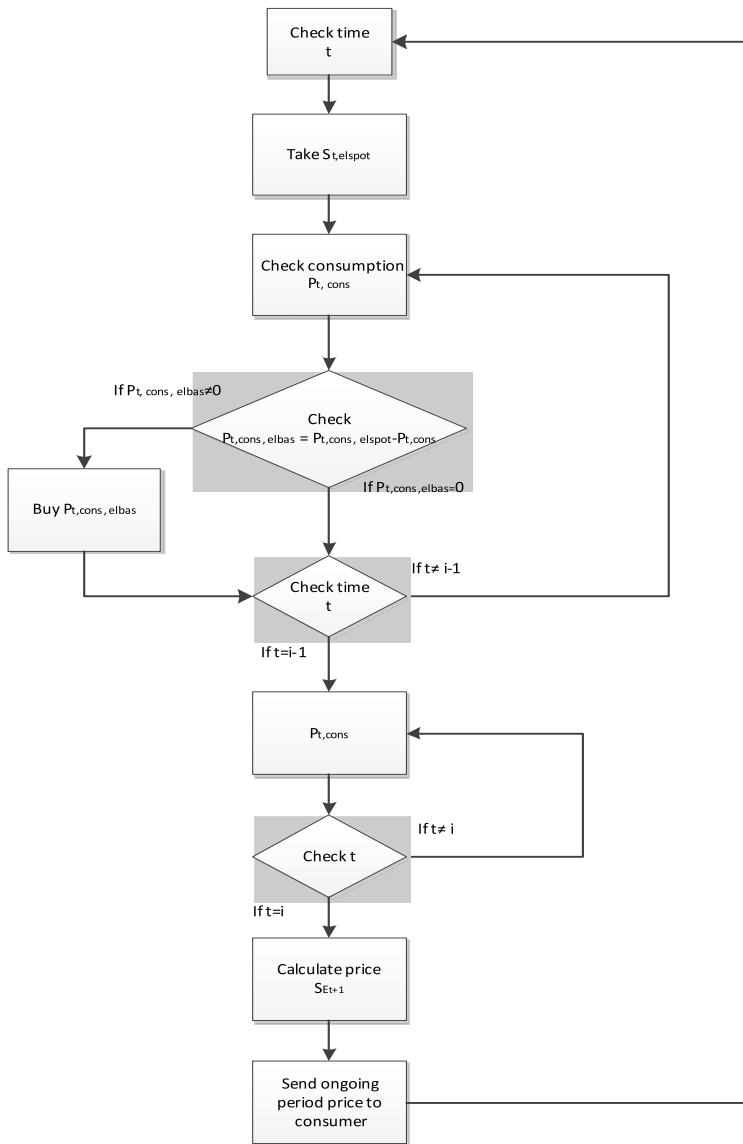 Check time
t
Take St,elspot
Check consumption
Pt, cons
If Pt, cons, elbas≠0
Check
Pt,cons, elbas = Pt,cons, elspot-Pt,cons
If Pt,cons,elbas=0
Buy Pt,cons, elbas
Check time
t
If t≠ i-1
If t=i-1
Pt,cons
If t≠ i
Check t
If t=i
Calculate price
SEt+1
Send ongoing
period price to
consumer